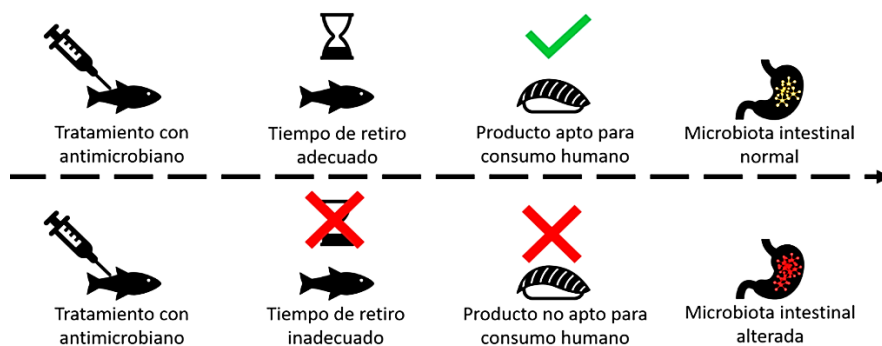 Tratamiento con
antimicrobiano
Tiempo de retiro
adecuado
Producto apto para
consumo humano
Microbiota intestinal
normal
Tratamiento con
antimicrobiano
Tiempo de retiro
inadecuado
Producto no apto para
consumo humano
Microbiota intestinal
alterada